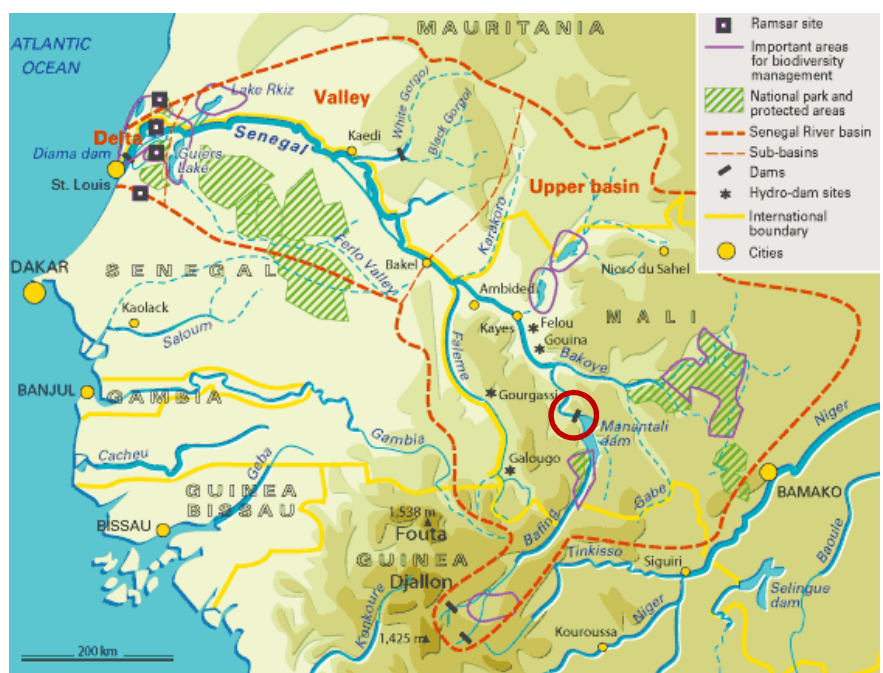 MAURITANIA
ATLANTIC
OCEAN
Lake Rkiz
Valley
White Gorgol
Black Gorgol
Delta
Senegal
Kaedi
Diama dam
Guiers
Lake
St. Louis
Upper basin
Karakoro
DAKAR
SENEGAL
Ferlo Valley
Bakel
Nioro du Sahel
Ambided
Kaolack
Saloum
Kayes
Felou
Gouina
MALI
Faleme
Bakoye
BANJUL
GAMBIA
Gourgassi
Manantali
dam
Niger
Gambia
Cacheu
Geba
Galougo
GUINEA
BISSAU
Gabe
BAMAKO
BISSAU
1,538 m
Fouta
Bafing
Baoule
GUINEA
Tinkisso
Siguiri
Djallon
Selingue
dam
Konkoure
Niger
1,425 m
Kouroussa
200 km
Ramsar site
Important areas
for biodiversity
management
National park and
protected areas
Senegal River basin
Sub-basins
Dams
Hydro-dam sites
International
boundary
Cities